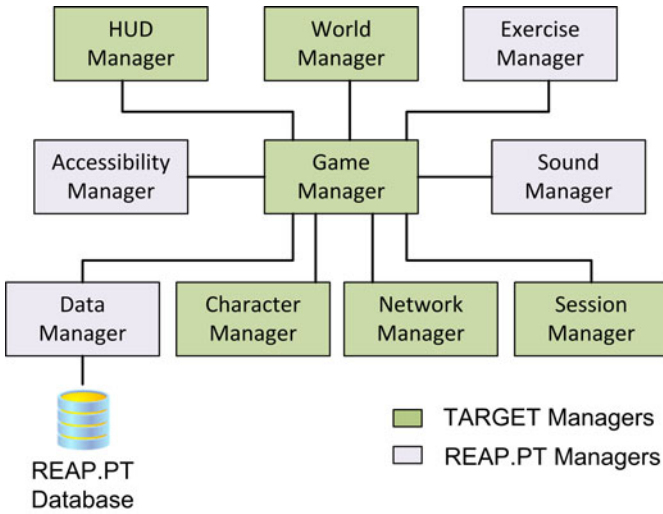 HUD
Manager
World
Manager
Exercise
Manager
Accessibility
Manager
Game
Manager
Sound
Manager
Data
Manager
Character
Manager
Network
Manager
Session
Manager
REAP.PT
Database
TARGET Managers
REAP.PT Managers